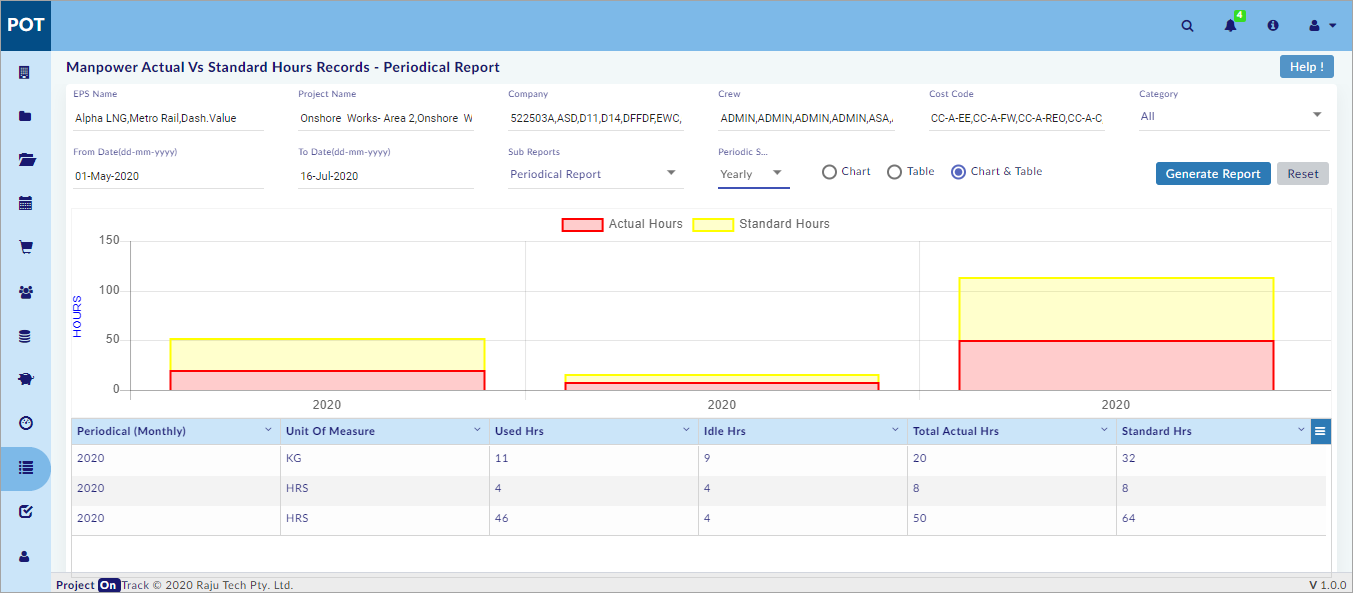 POT
4
Manpower Actual Vs Standard Hours Records - Periodical Report
Help !
EPS Name Project Name Company Crew Cost Code Category
Alpha LNG,Metro Rail,Dash.Value Onshore Works- Area 2,Onshore W 522503A,ASD,D11,D14,DFFDF,EWC, ADMIN,ADMIN,ADMIN,ADMIN,ASA, CC-A-EE,CC-A-FW,CC-A-REO,CC-A-C All
From Date(dd-mm-yyyy) To Date(dd-mm-yyyy) Sub Reports Periodic S...
01-May-2020 16-Jul-2020 Periodical Report Yearly Chart Table Chart & Table Generate Report Reset
Actual Hours Standard Hours
150
100
50
0
HOURS
2020 2020 2020
Periodical (Monthly) Unit Of Measure Used Hrs Idle Hrs Total Actual Hrs Standard Hrs
2020 KG 11 9 20 32
2020 HRS 4 4 8 8
2020 HRS 46 4 50 64
Project On Track © 2020 Raju Tech Pty. Ltd. V 1.0.0